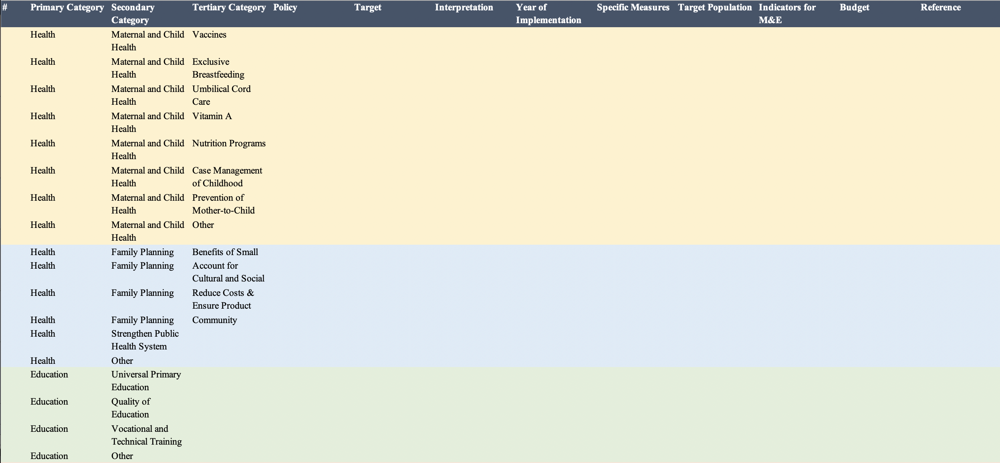 # Primary Category Secondary Category Tertiary Category Policy Target Interpretation Year of Implementation Specific Measures Target Population Indicators for M&E Budget Reference
Health Maternal and Child Health Vaccines
Health Maternal and Child Health Exclusive Breastfeeding
Health Maternal and Child Health Umbilical Cord Care
Health Maternal and Child Health Vitamin A
Health Maternal and Child Health Nutrition Programs
Health Maternal and Child Health Case Management of Childhood
Health Maternal and Child Health Prevention of Mother-to-Child
Health Maternal and Child Health Other
Health Family Planning Benefits of Small
Health Family Planning Account for Cultural and Social
Health Family Planning Reduce Costs & Ensure Product
Health Family Planning Community
Health Strengthen Public Health System
Health Other
Education Universal Primary Education
Education Quality of Education
Education Vocational and Technical Training
Education Other